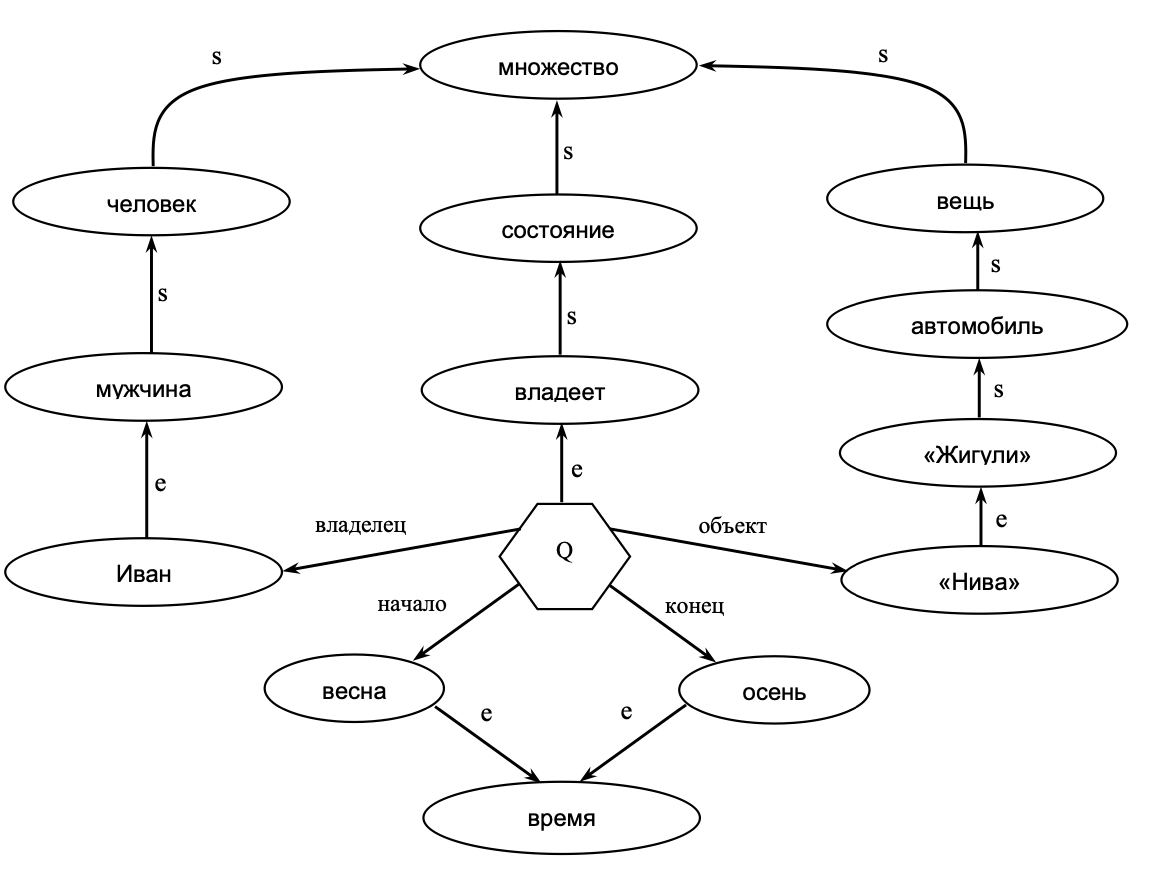 s
множество
s
s
человек
состояние
вещь
s
s
s
автомобиль
мужчина
владеет
s
«Жигули»
e
e
e
владелец
объект
Q
Иван
«Нива»
начало
конец
весна
осень
e
e
время